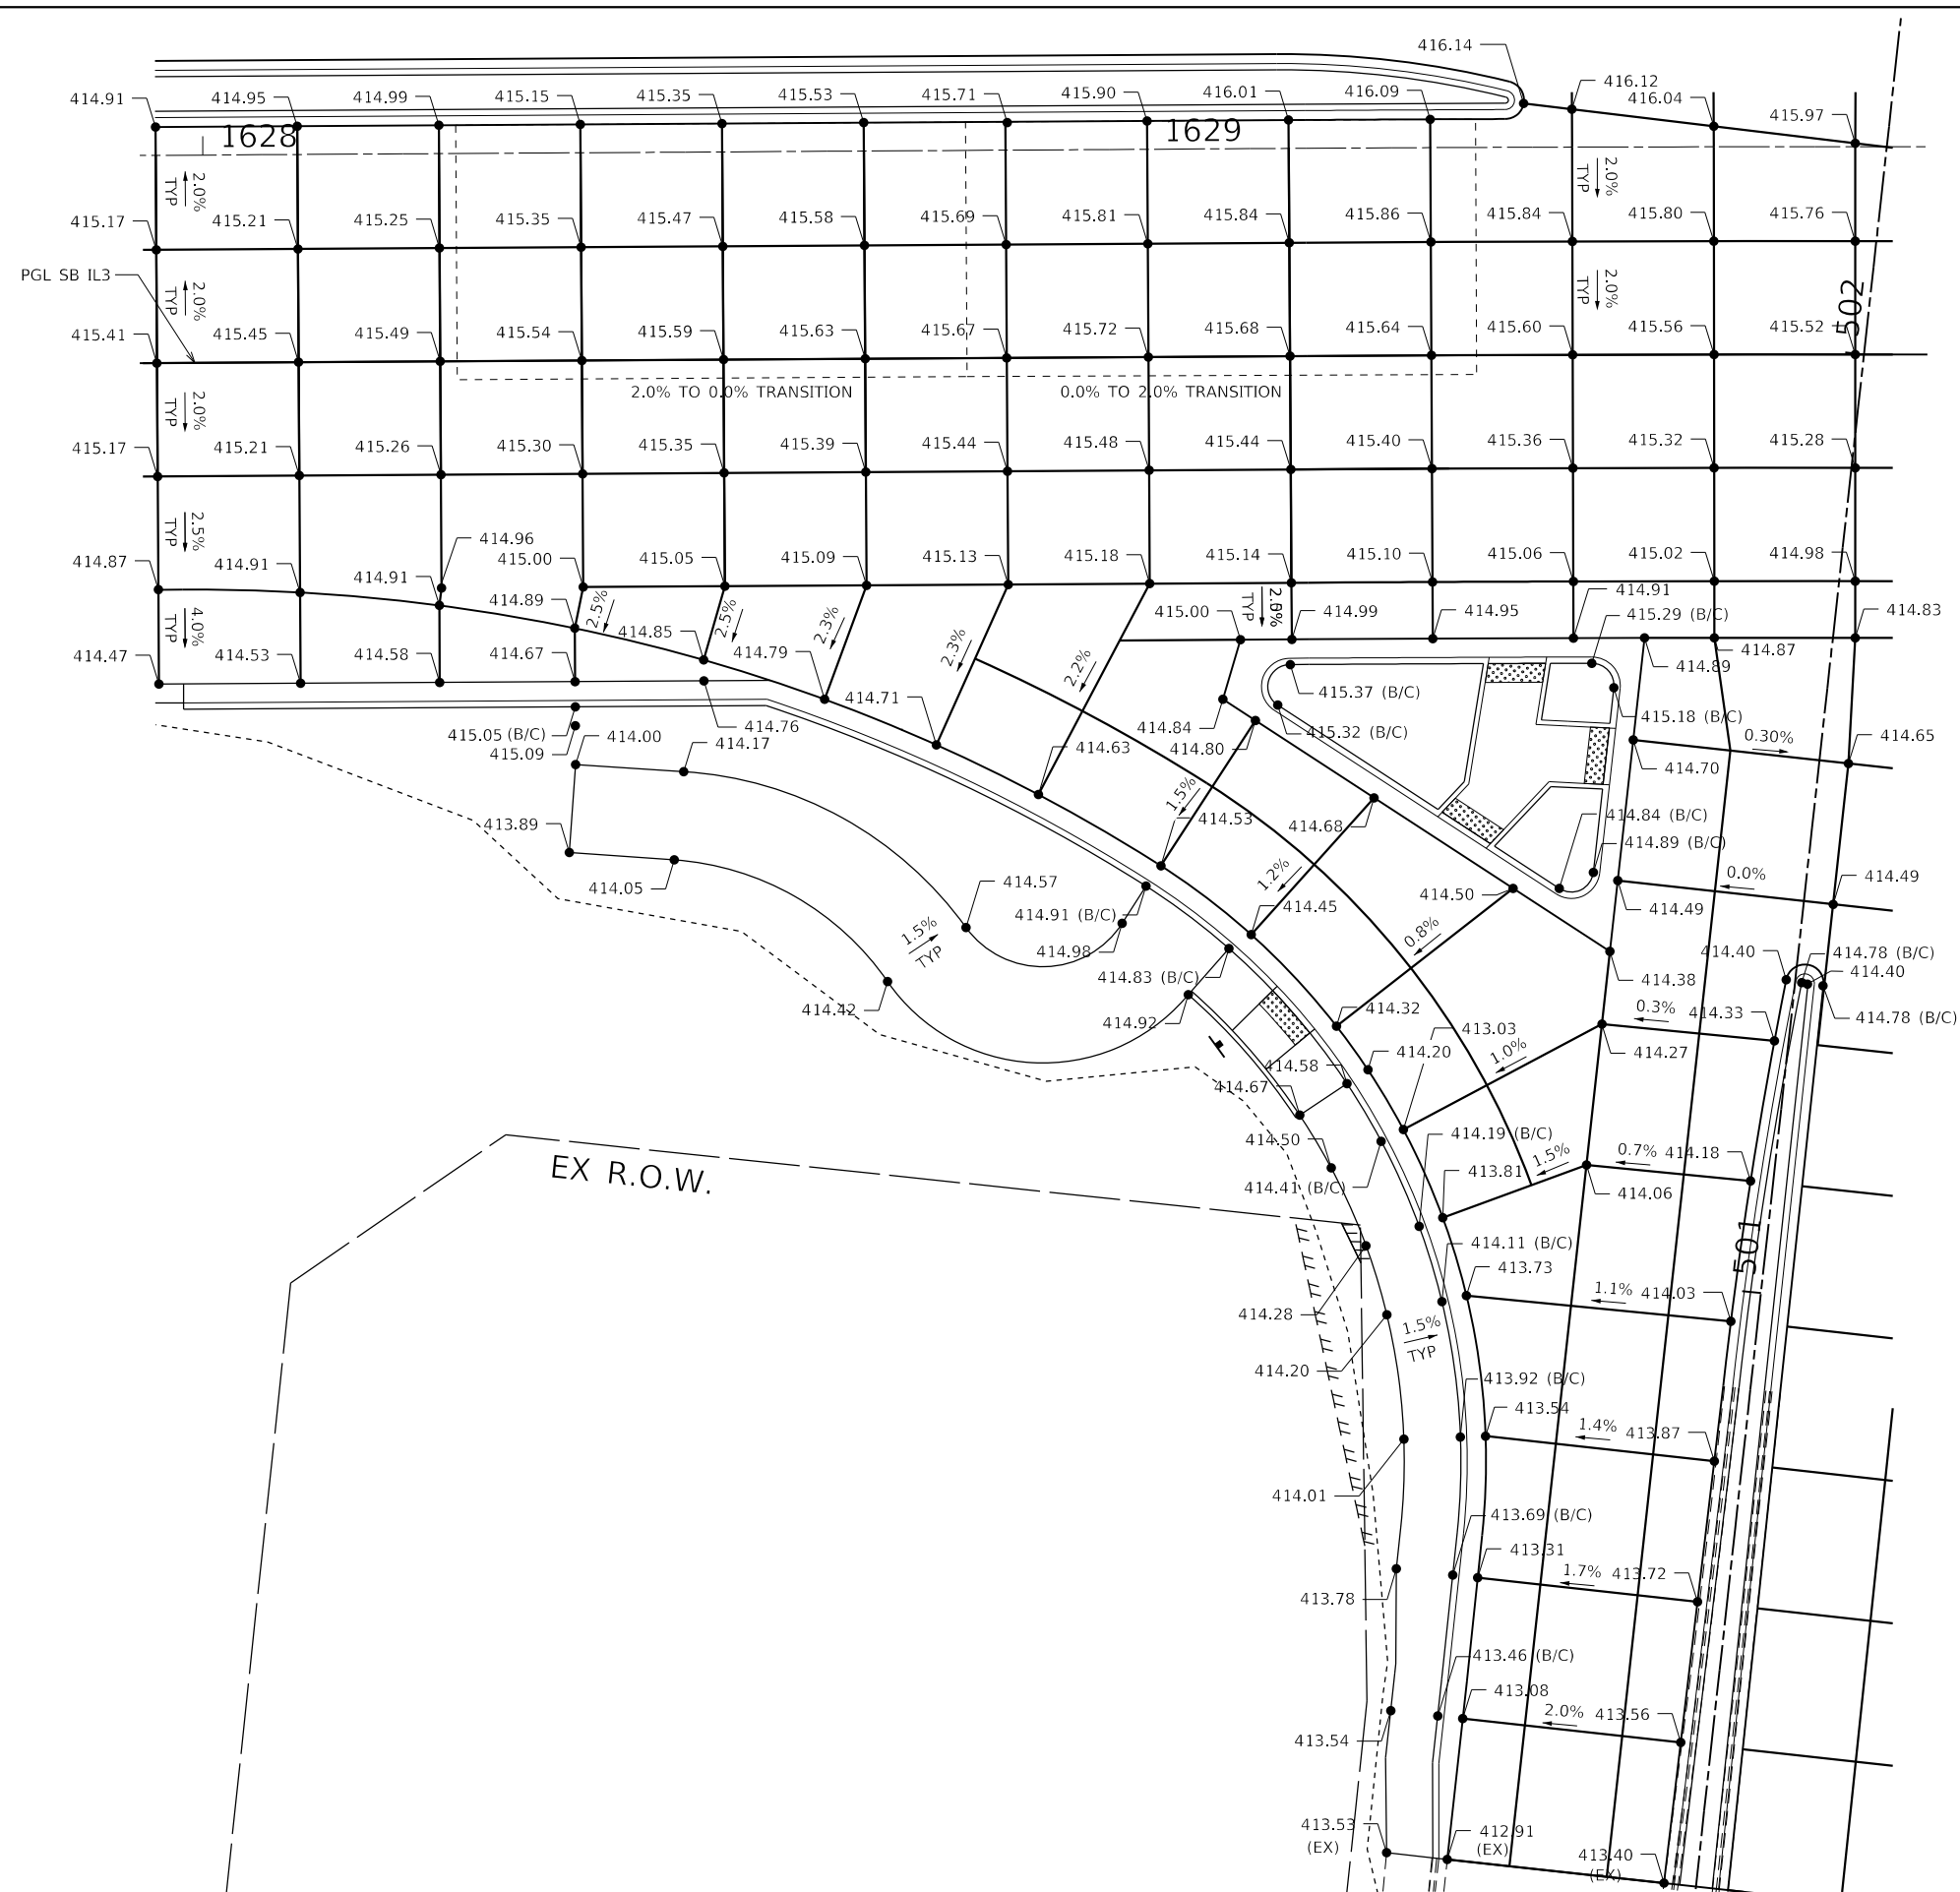 416.14
414.91 414.95 414.99 415.15 415.35 415.53 415.71 415.90 416.01 416.09 416.12 416.04 415.97
1628 1629
2.0% TYP 2.0% TYP
415.17 415.21 415.25 415.35 415.47 415.58 415.69 415.81 415.84 415.86 415.84 415.80 415.76
PGL SB IL3
2.0% TYP 2.0% TYP
502
415.41 415.45 415.49 415.54 415.59 415.63 415.67 415.72 415.68 415.64 415.60 415.56 415.52
2.0% TO 0.0% TRANSITION 0.0% TO 2.0% TRANSITION
2.0% TYP
415.17 415.21 415.26 415.30 415.35 415.39 415.44 415.48 415.44 415.40 415.36 415.32 415.28
2.5% TYP
414.96
414.87 414.91 414.91 415.00 415.05 415.09 415.13 415.18 415.14 415.10 415.06 415.02 414.98
414.89 2.5% 2.5% 2.3% 2.3% 2.2% TYP
415.00 414.99 414.95 414.91 415.29 (B/C) 414.83
4.0% TYP
414.85 414.79
414.47 414.53 414.58 414.67 414.87
414.89
414.71 415.37 (B/C)
415.18 (B/C)
414.76 414.84 415.32 (B/C)
415.05 (B/C) 414.00 414.17 414.63 414.80 0.30% 414.65
415.09
414.70
1.5%
413.89 414.53 414.68 414.84 (B/C)
414.89 (B/C)
414.05 414.57 1.2% 414.50 0.0% 414.49
414.91 (B/C) 414.45 414.49
1.5% TYP 414.98 0.8% 414.40 414.78 (B/C)
414.83 (B/C) 414.38 414.40
414.42 414.92 414.32 0.3% 414.33 414.78 (B/C)
413.03
414.20 1.0% 414.27
414.58
414.67
414.50 414.19 (B/C) 1.5% 0.7% 414.18
EX R.O.W. 413.81
414.41 (B/C) 414.06
414.11 (B/C) 501
413.73
414.28 1.1% 414.03
1.5% TYP
414.20
413.92 (B/C)
413.54 1.4% 413.87
414.01
413.69 (B/C)
413.31
1.7% 413.72
413.78
413.46 (B/C)
413.08
2.0% 413.56
413.54
413.53 (EX) 412.91 (EX) 413.40 (EX)